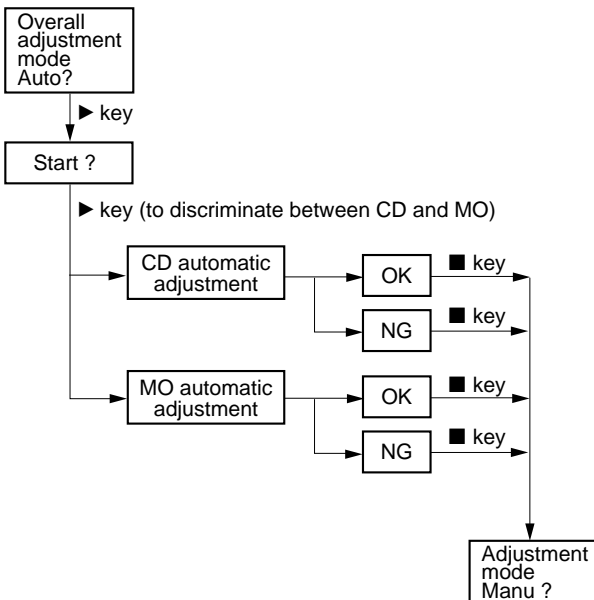 Overall
adjustment
mode
Auto?
▶ key
Start ?
▶ key (to discriminate between CD and MO)
CD automatic
adjustment
OK
■ key
NG
■ key
MO automatic
adjustment
OK
■ key
NG
■ key
Adjustment
mode
Manu ?